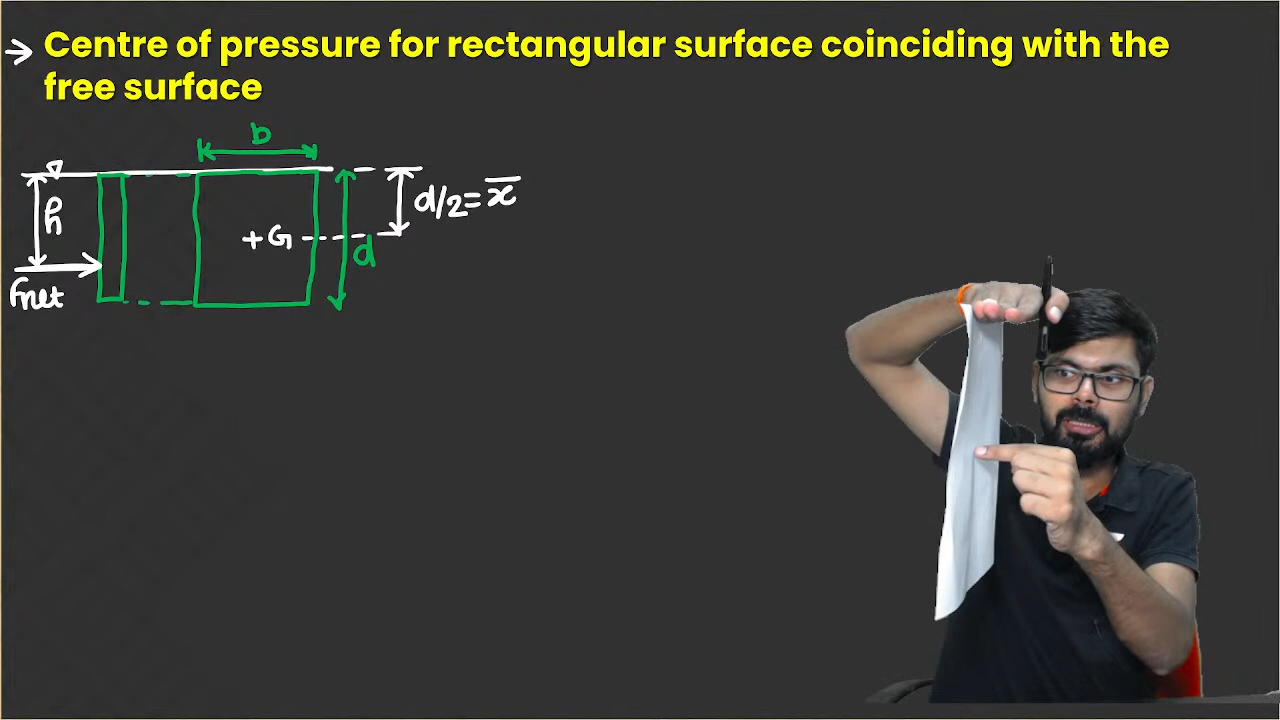 → Centre of pressure for rectangular surface coinciding with the
free surface
b
h
d/2 = x̅
+G
d
Fnet